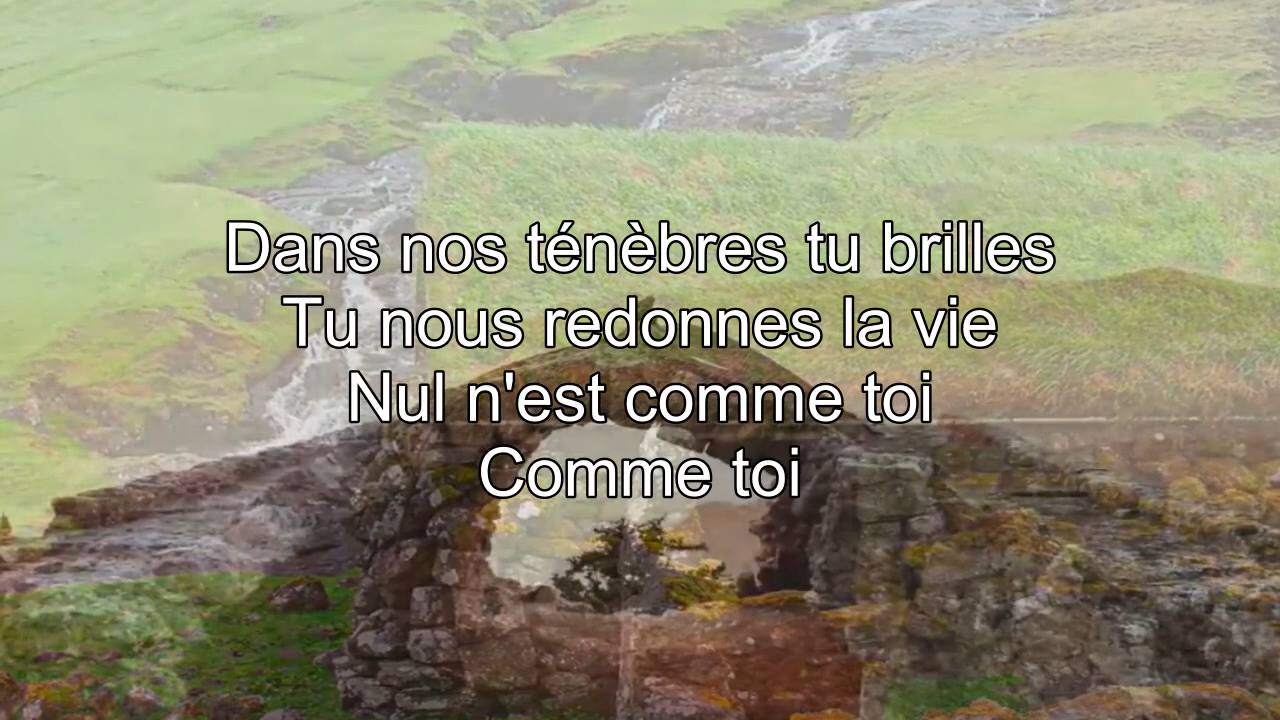 Dans nos ténèbres tu brilles
Tu nous redonnes la vie
Nul n'est comme toi
Comme toi